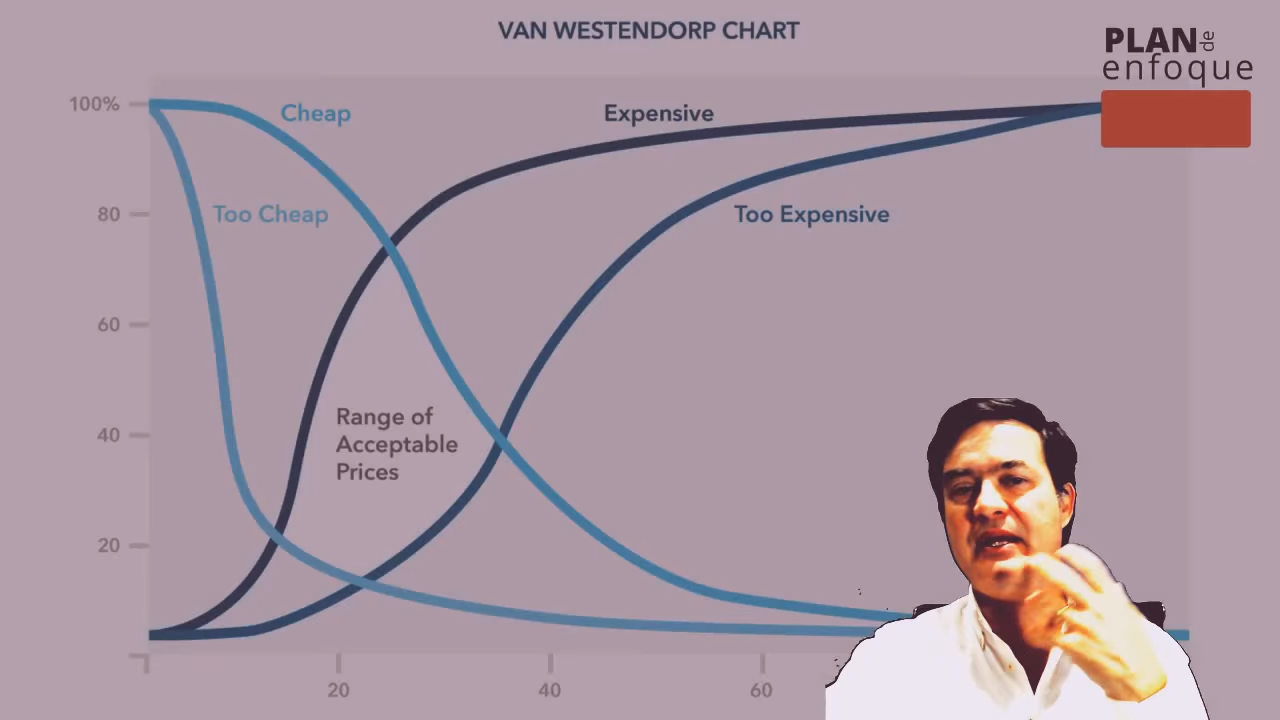 VAN WESTENDORP CHART
PLAN de
enfoque
100%
Cheap
Expensive
80
Too Cheap
Too Expensive
60
40
Range of
Acceptable
Prices
20
20
40
60